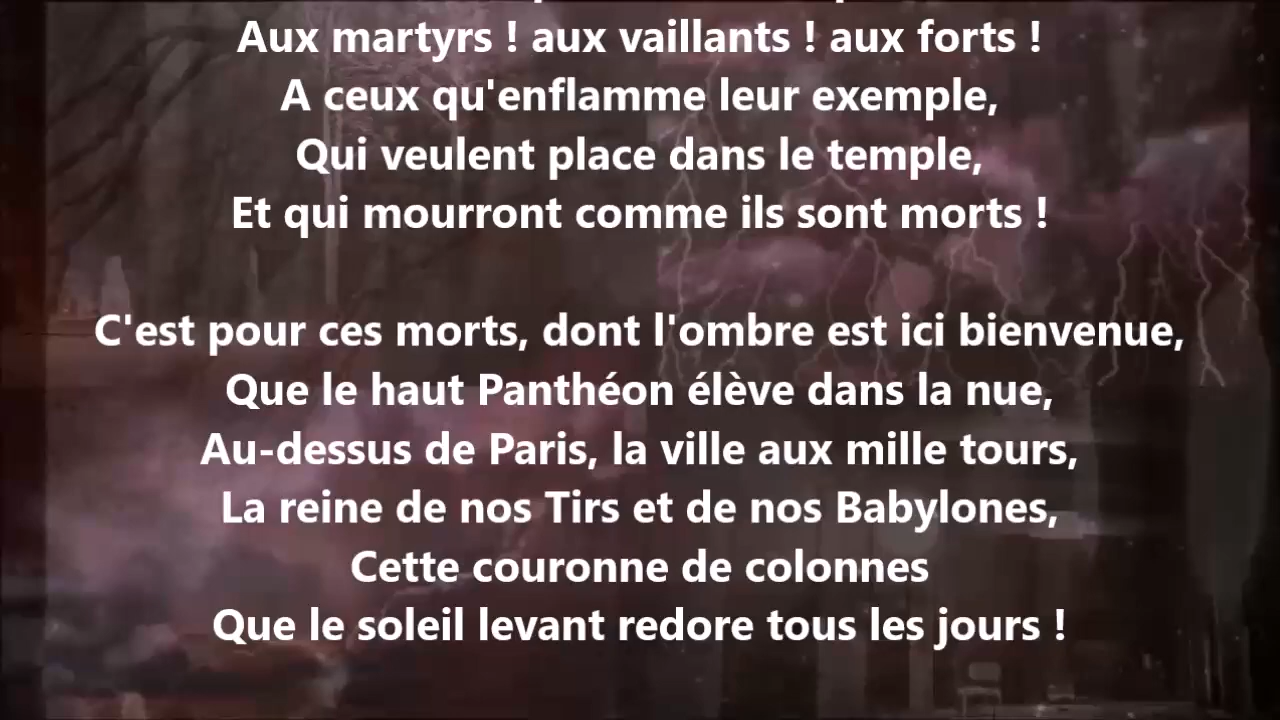 Aux martyrs ! aux vaillants ! aux forts !
A ceux qu'enflamme leur exemple,
Qui veulent place dans le temple,
Et qui mourront comme ils sont morts !
C'est pour ces morts, dont l'ombre est ici bienvenue,
Que le haut Panthéon élève dans la nue,
Au-dessus de Paris, la ville aux mille tours,
La reine de nos Tirs et de nos Babylones,
Cette couronne de colonnes
Que le soleil levant redore tous les jours !